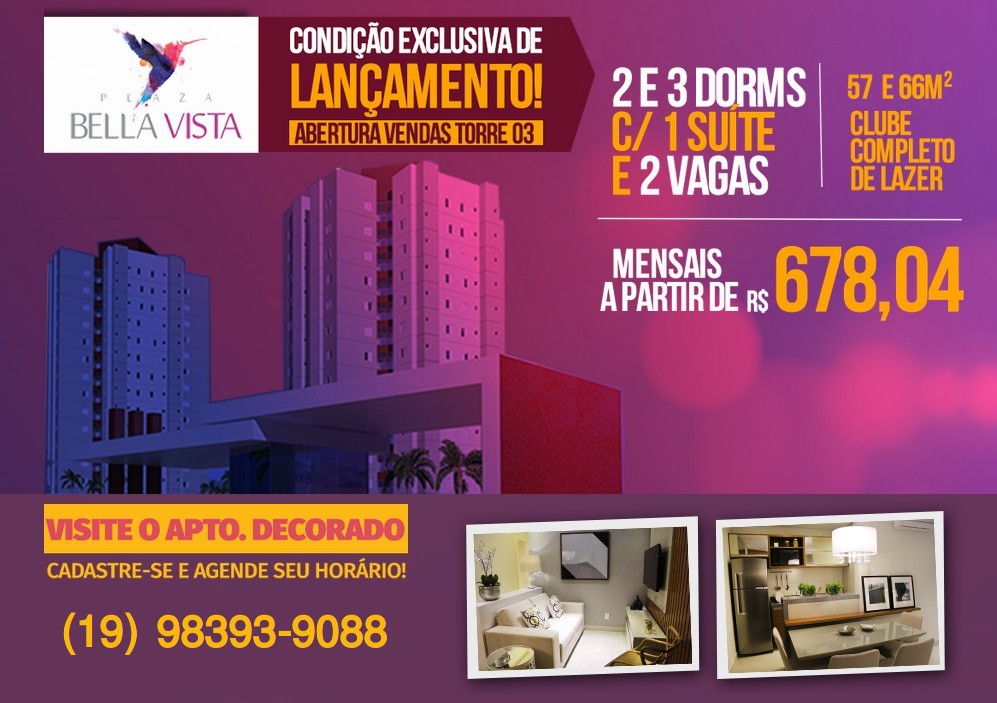 PLAZA
BELLA VISTA
CONDIÇÃO EXCLUSIVA DE
LANÇAMENTO!
ABERTURA VENDAS TORRE 03
2 E 3 DORMS
C/ 1 SUÍTE
E 2 VAGAS
57 E 66M²
CLUBE
COMPLETO
DE LAZER
MENSAIS
A PARTIR DE R$ 678,04
VISITE O APTO. DECORADO
CADASTRE-SE E AGENDE SEU HORÁRIO!
(19) 98393-9088